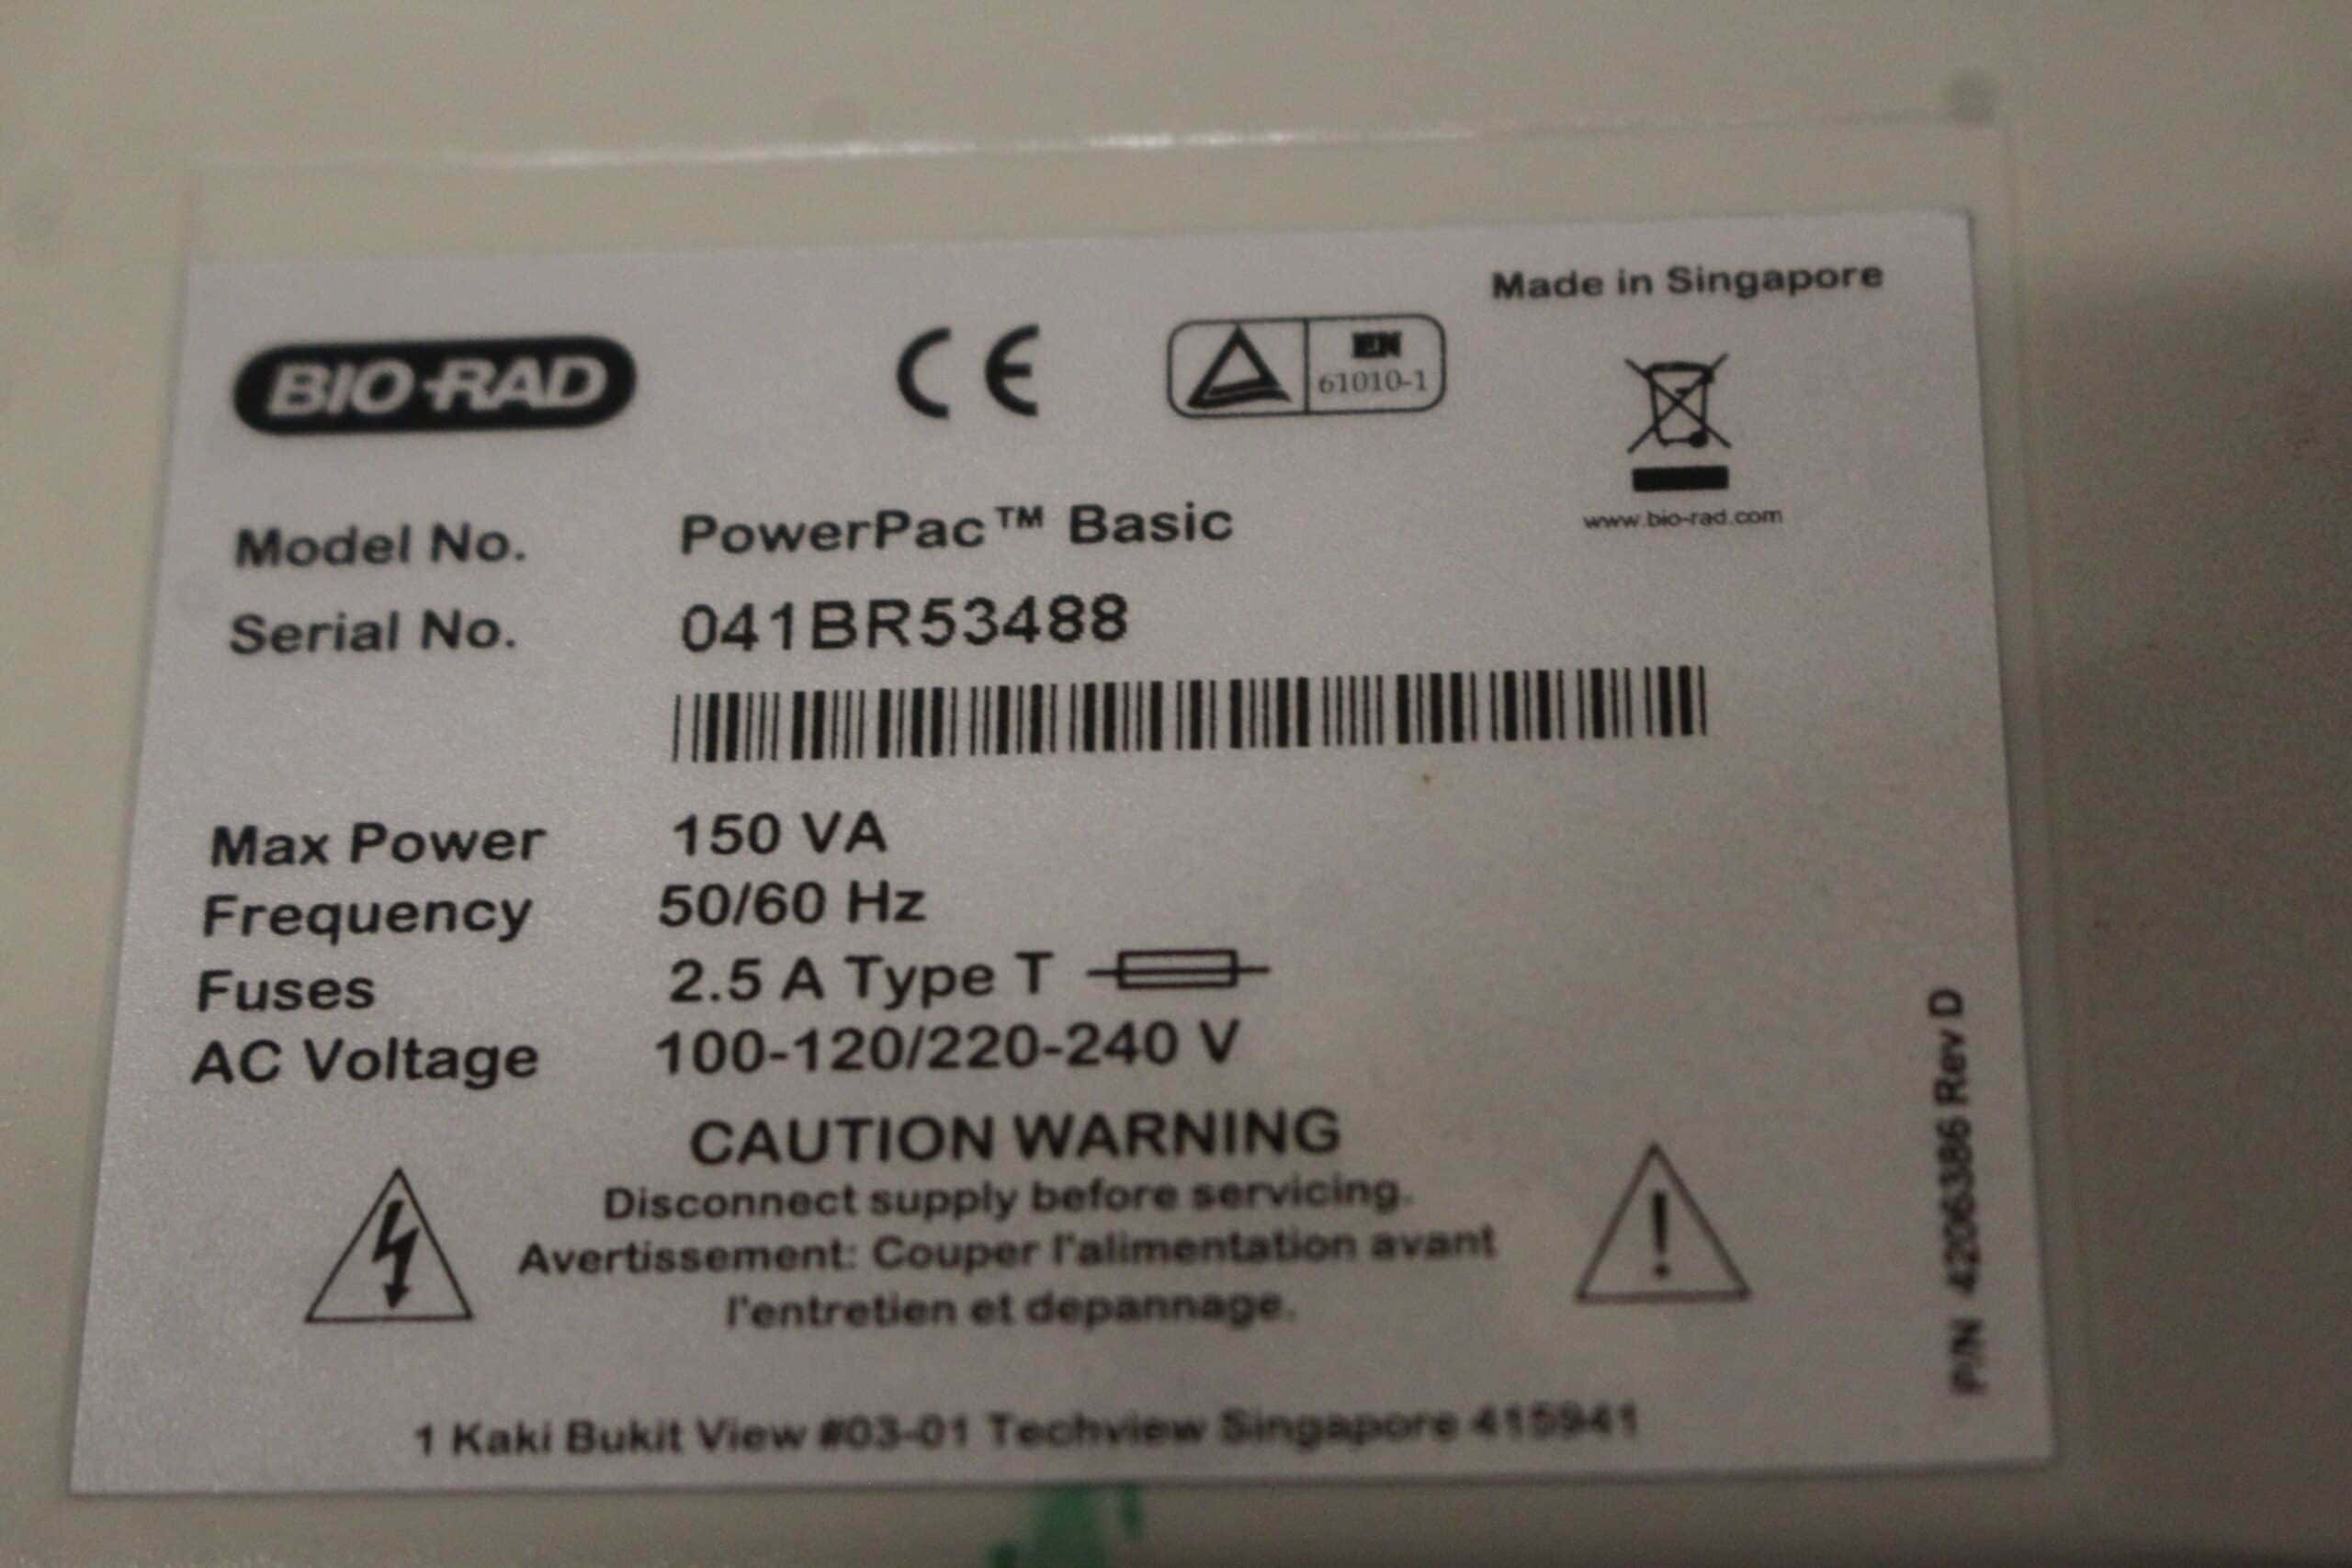 Made in Singapore
BIO-RAD
CE
EN
61010-1
www.bio-rad.com
Model No. PowerPac™ Basic
Serial No. 041BR53488
Max Power 150 VA
Frequency 50/60 Hz
Fuses 2.5 A Type T
AC Voltage 100-120/220-240 V
CAUTION WARNING
Disconnect supply before servicing.
Avertissement: Couper l'alimentation avant
l'entretien et depannage.
1 Kaki Bukit View #03-01 Techview Singapore 415941
P/N 42063386 Rev D